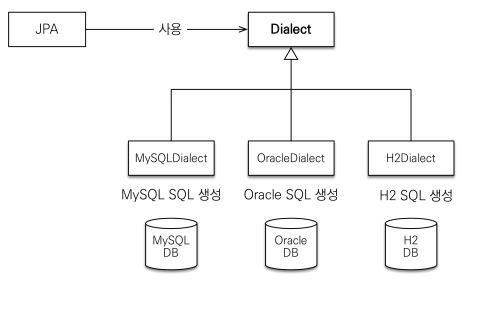 JPA
사용
Dialect
MySQLDialect
OracleDialect
H2Dialect
MySQL SQL 생성
Oracle SQL 생성
H2 SQL 생성
MySQL
DB
Oracle
DB
H2
DB